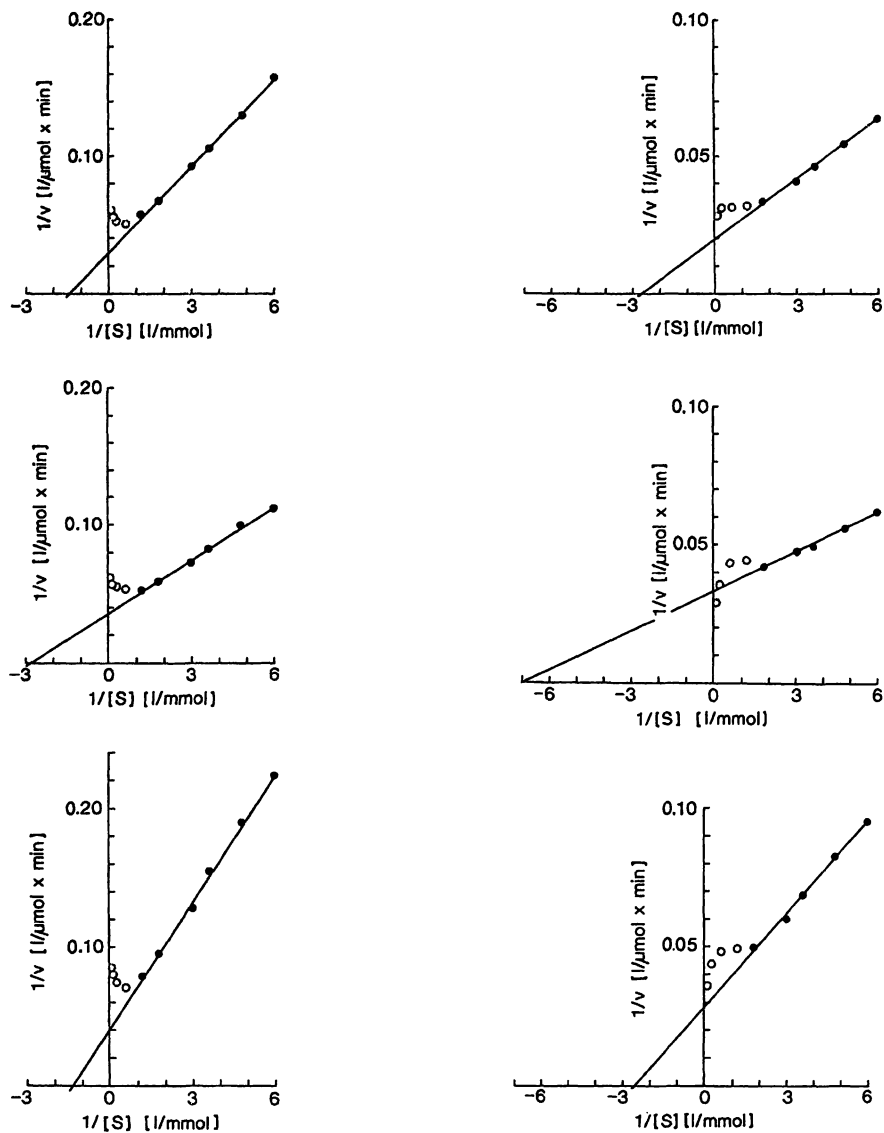 0.20
1/v [l/μmol x min]
0.10
-3 0 3 6
1/[S] [l/mmol]
0.10
1/v [l/μmol x min]
0.05
-6 -3 0 3 6
1/[S] [l/mmol]
0.20
1/v [l/μmol x min]
0.10
-3 0 3 6
1/[S] [l/mmol]
0.10
1/v [l/μmol x min]
0.05
-6 -3 0 3 6
1/[S] [l/mmol]
0.20
1/v [l/μmol x min]
0.10
-3 0 3 6
1/[S] [l/mmol]
0.10
1/v [l/μmol x min]
0.05
-6 -3 0 3 6
1/[S] [l/mmol]